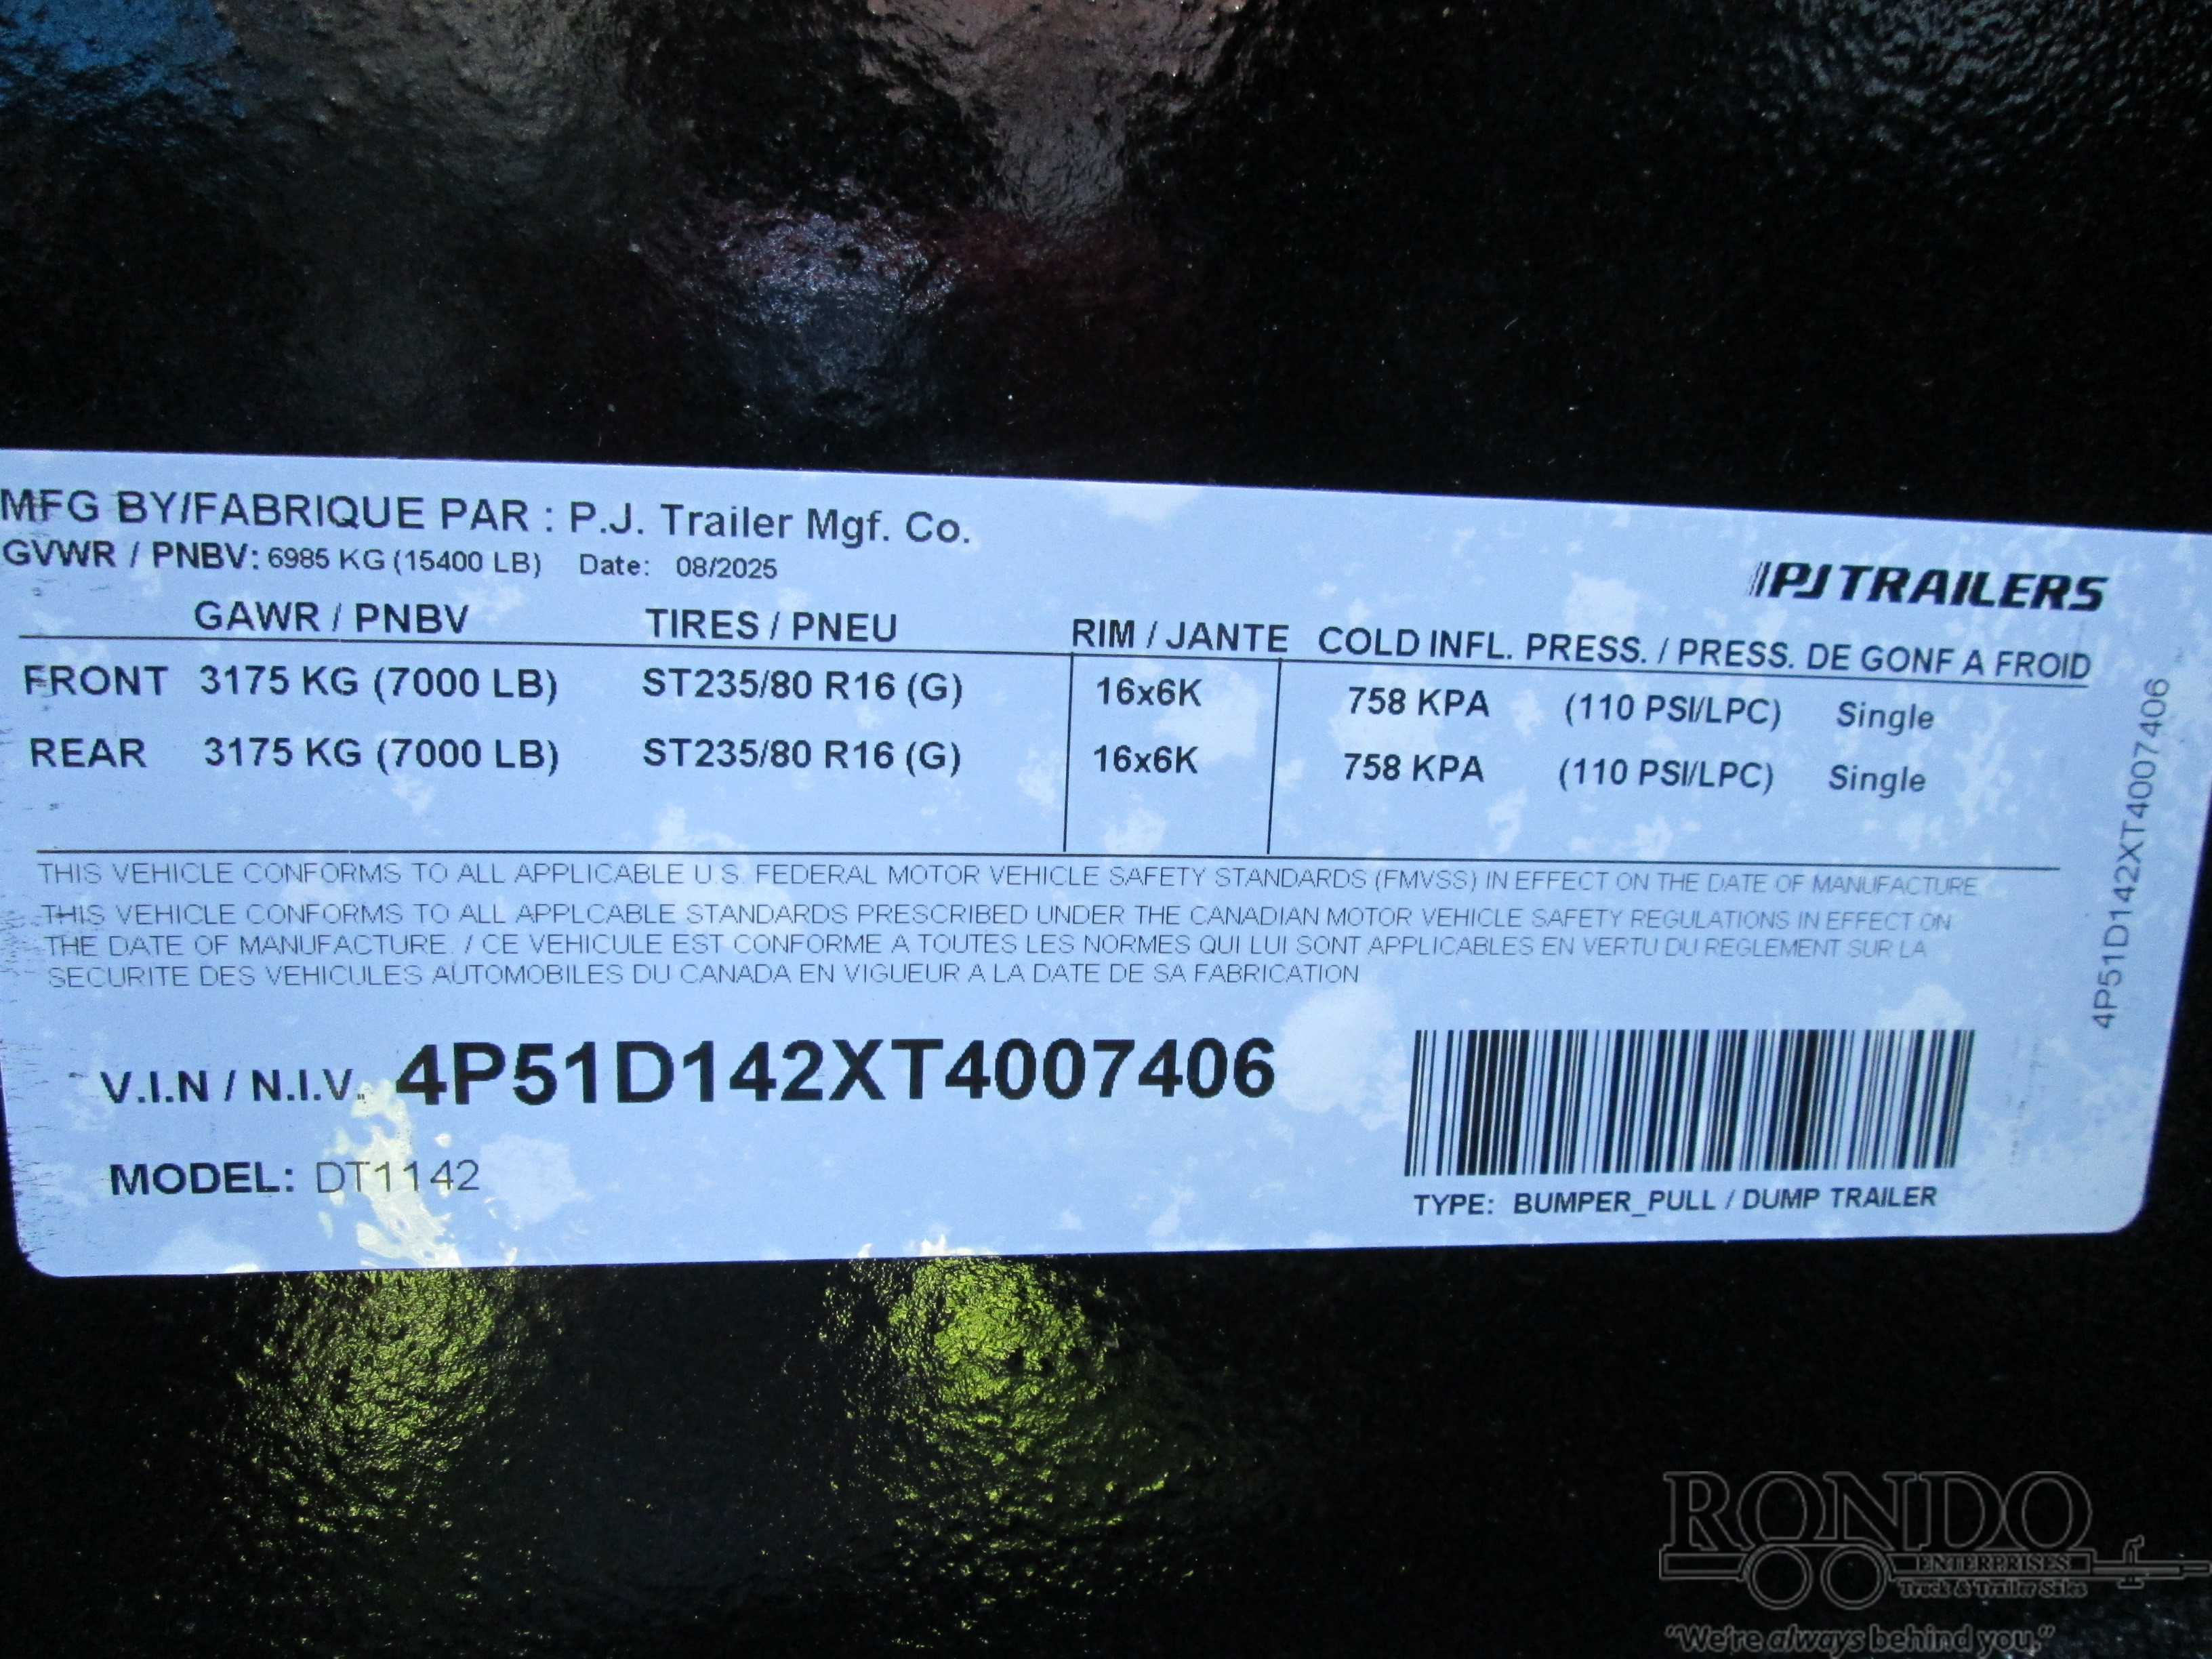 MFG BY/FABRIQUE PAR : P.J. Trailer Mgf. Co.
GVWR / PNBV: 6985 KG (15400 LB) Date: 08/2025
PJ TRAILERS
GAWR / PNBV TIRES / PNEU RIM / JANTE COLD INFL. PRESS. / PRESS. DE GONF A FROID
FRONT 3175 KG (7000 LB) ST235/80 R16 (G) 16x6K 758 KPA (110 PSI/LPC) Single
REAR 3175 KG (7000 LB) ST235/80 R16 (G) 16x6K 758 KPA (110 PSI/LPC) Single
THIS VEHICLE CONFORMS TO ALL APPLICABLE U.S. FEDERAL MOTOR VEHICLE SAFETY STANDARDS (FMVSS) IN EFFECT ON THE DATE OF MANUFACTURE
THIS VEHICLE CONFORMS TO ALL APPLCABLE STANDARDS PRESCRIBED UNDER THE CANADIAN MOTOR VEHICLE SAFETY REGULATIONS IN EFFECT ON
THE DATE OF MANUFACTURE. / CE VEHICULE EST CONFORME A TOUTES LES NORMES QUI LUI SONT APPLICABLES EN VERTU DU REGLEMENT SUR LA
SECURITE DES VEHICULES AUTOMOBILES DU CANADA EN VIGUEUR A LA DATE DE SA FABRICATION
V.I.N / N.I.V. 4P51D142XT4007406
MODEL: DT1142
TYPE: BUMPER_PULL / DUMP TRAILER
4P51D142XT4007406
RONDO
ENTERPRISES
Truck & Trailer Sales
"We're always behind you."